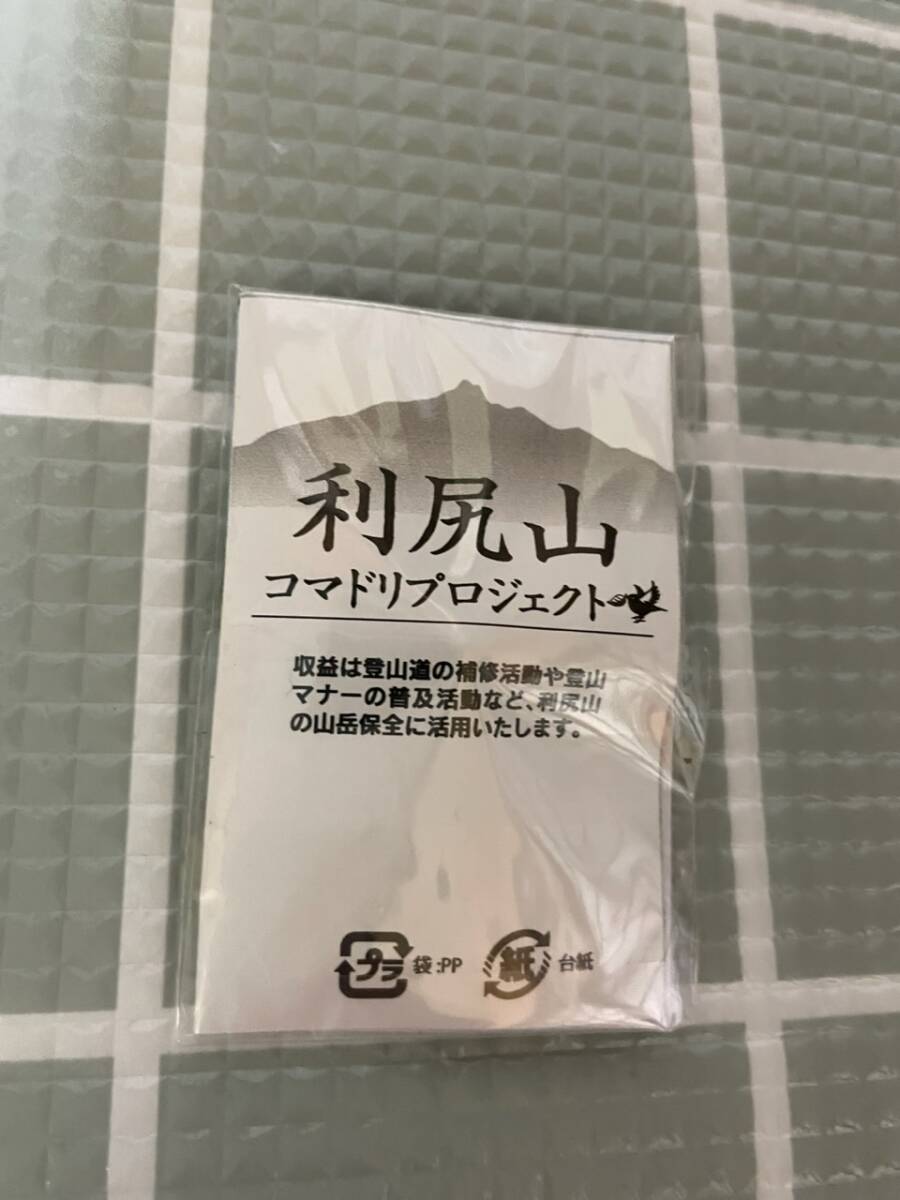 利尻山
コマドリプロジェクト
収益は登山道の補修活動や登山
マナーの普及活動など、利尻山
の山岳保全に活用いたします。
プラ 袋:PP 紙 台紙